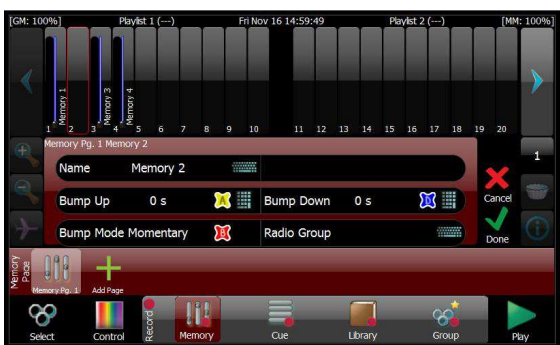 [GM: 100%] Playlist 1 (---) Fri Nov 16 14:59:49 Playlist 2 (---) [MM: 100%]
Memory 1
Memory 3
Memory 4
1 2 3 4 5 6 7 8 9 10 11 12 13 14 15 16 17 18 19 20
1
Memory Pg. 1 Memory 2
Name Memory 2
Cancel
Bump Up 0 s A Bump Down 0 s D
Bump Mode Momentary Radio Group
Done
Memory Page
Memory Pg. 1 Add Page
Select Control Record Memory Cue Library Group Play